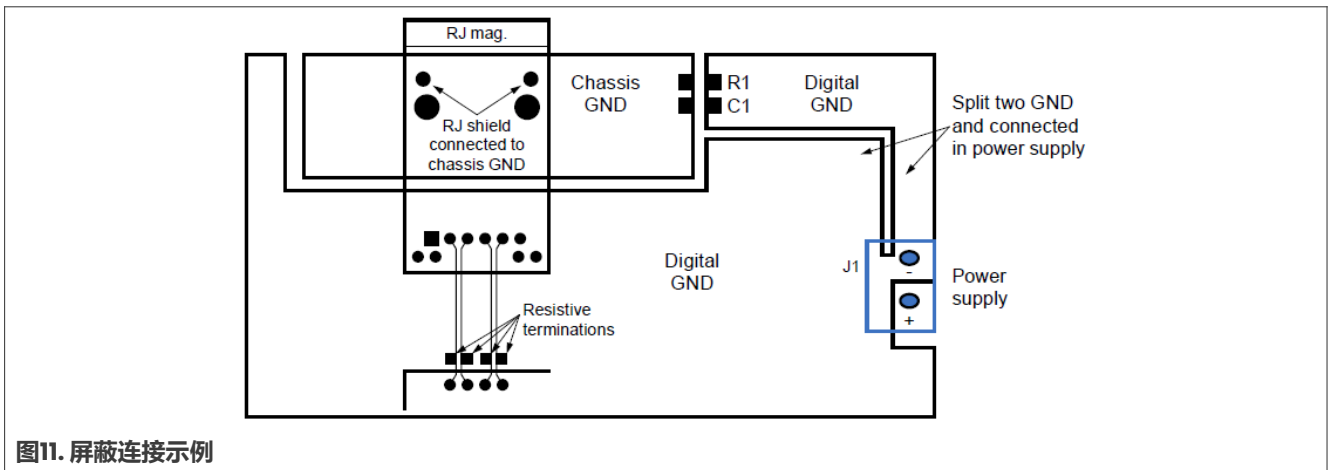 RJ mag.
RJ shield
connected to
chassis GND
Chassis
GND
R1
C1
Digital
GND
Split two GND
and connected
in power supply
Digital
GND
J1
-
+
Power
supply
Resistive
terminations
图11. 屏蔽连接示例